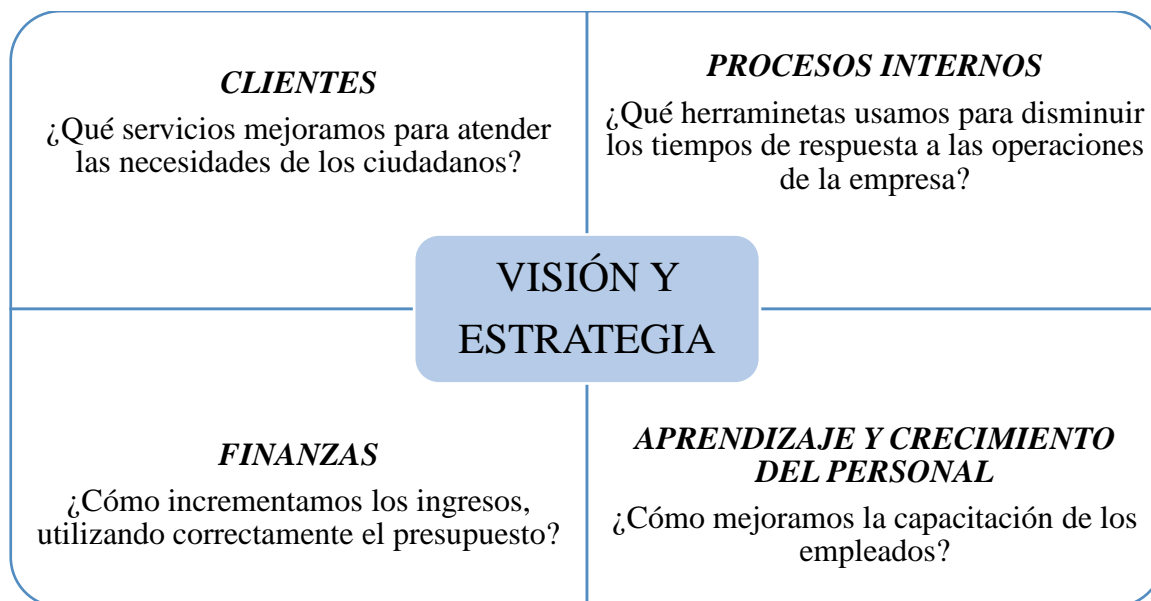 CLIENTES
¿Qué servicios mejoramos para atender
las necesidades de los ciudadanos?
PROCESOS INTERNOS
¿Qué herraminetas usamos para disminuir
los tiempos de respuesta a las operaciones
de la empresa?
VISIÓN Y
ESTRATEGIA
FINANZAS
¿Cómo incrementamos los ingresos,
utilizando correctamente el presupuesto?
APRENDIZAJE Y CRECIMIENTO
DEL PERSONAL
¿Cómo mejoramos la capacitación de los
empleados?